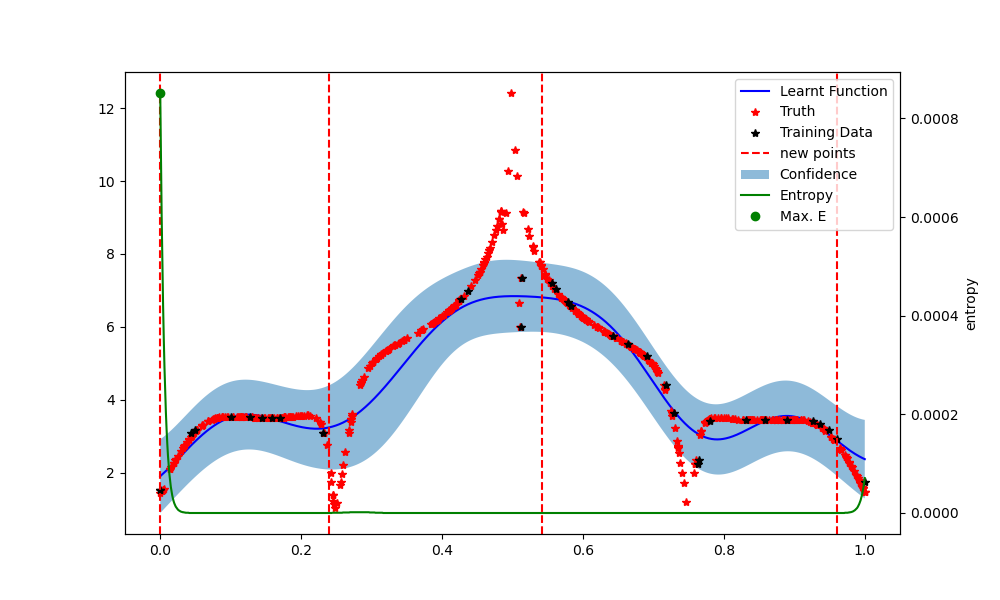 Learnt Function
Truth
Training Data
new points
Confidence
Entropy
Max. E
12
10
8
6
4
2
0.0008
0.0006
0.0004
0.0002
0.0000
entropy
0.0 0.2 0.4 0.6 0.8 1.0